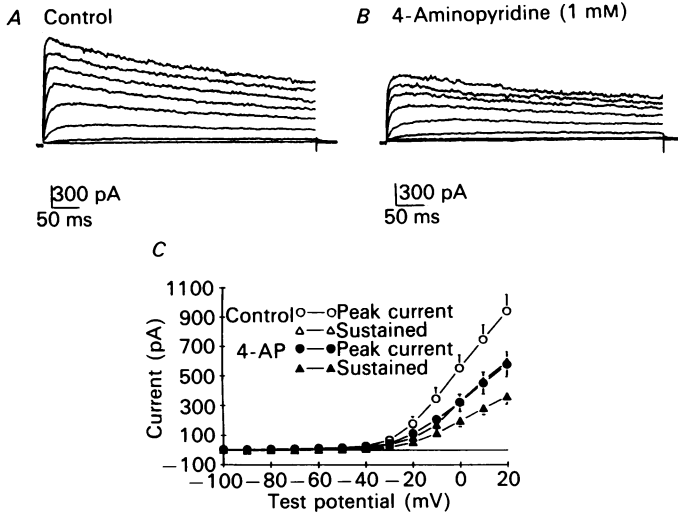 A Control
B 4-Aminopyridine (1 mM)
300 pA
50 ms
300 pA
50 ms
C
1100
900
700
500
300
100
−100
Current (pA)
Control ○—○ Peak current
△—△ Sustained
4-AP ●—● Peak current
▲—▲ Sustained
−100 −80 −60 −40 −20 0 20
Test potential (mV)